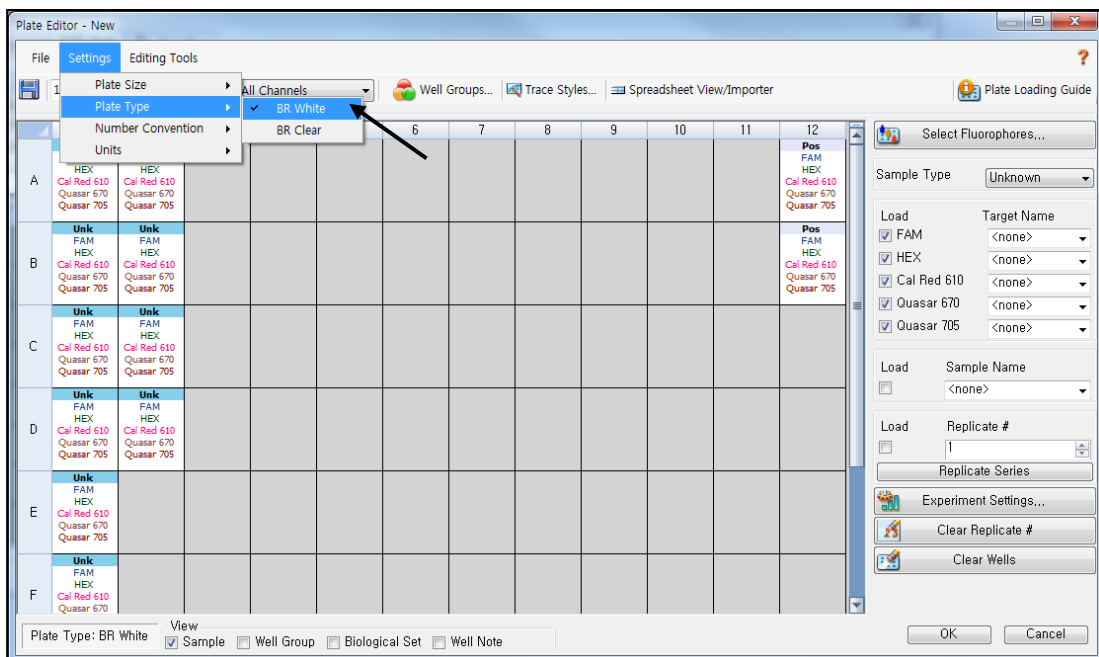 Plate Editor - New
File Settings Editing Tools ?
Plate Size
Plate Type
Number Convention
Units
BR White
BR Clear
1
All Channels Well Groups... Trace Styles... Spreadsheet View/Importer Plate Loading Guide
6 7 8 9 10 11 12
A
HEX HEX
Cal Red 610 Cal Red 610
Quasar 670 Quasar 670
Quasar 705 Quasar 705
Pos
FAM
HEX
Cal Red 610
Quasar 670
Quasar 705
B
Unk Unk Pos
FAM FAM FAM
HEX HEX HEX
Cal Red 610 Cal Red 610 Cal Red 610
Quasar 670 Quasar 670 Quasar 670
Quasar 705 Quasar 705 Quasar 705
C
Unk Unk
FAM FAM
HEX HEX
Cal Red 610 Cal Red 610
Quasar 670 Quasar 670
Quasar 705 Quasar 705
D
Unk Unk
FAM FAM
HEX HEX
Cal Red 610 Cal Red 610
Quasar 670 Quasar 670
Quasar 705 Quasar 705
E
Unk
FAM
HEX
Cal Red 610
Quasar 670
Quasar 705
F
Unk
FAM
HEX
Cal Red 610
Quasar 670
Select Fluorophores...
Sample Type Unknown
Load Target Name
FAM <none>
HEX <none>
Cal Red 610 <none>
Quasar 670 <none>
Quasar 705 <none>
Load Sample Name
<none>
Load Replicate #
1
Replicate Series
Experiment Settings...
Clear Replicate #
Clear Wells
Plate Type: BR White
View
Sample Well Group Biological Set Well Note
OK Cancel